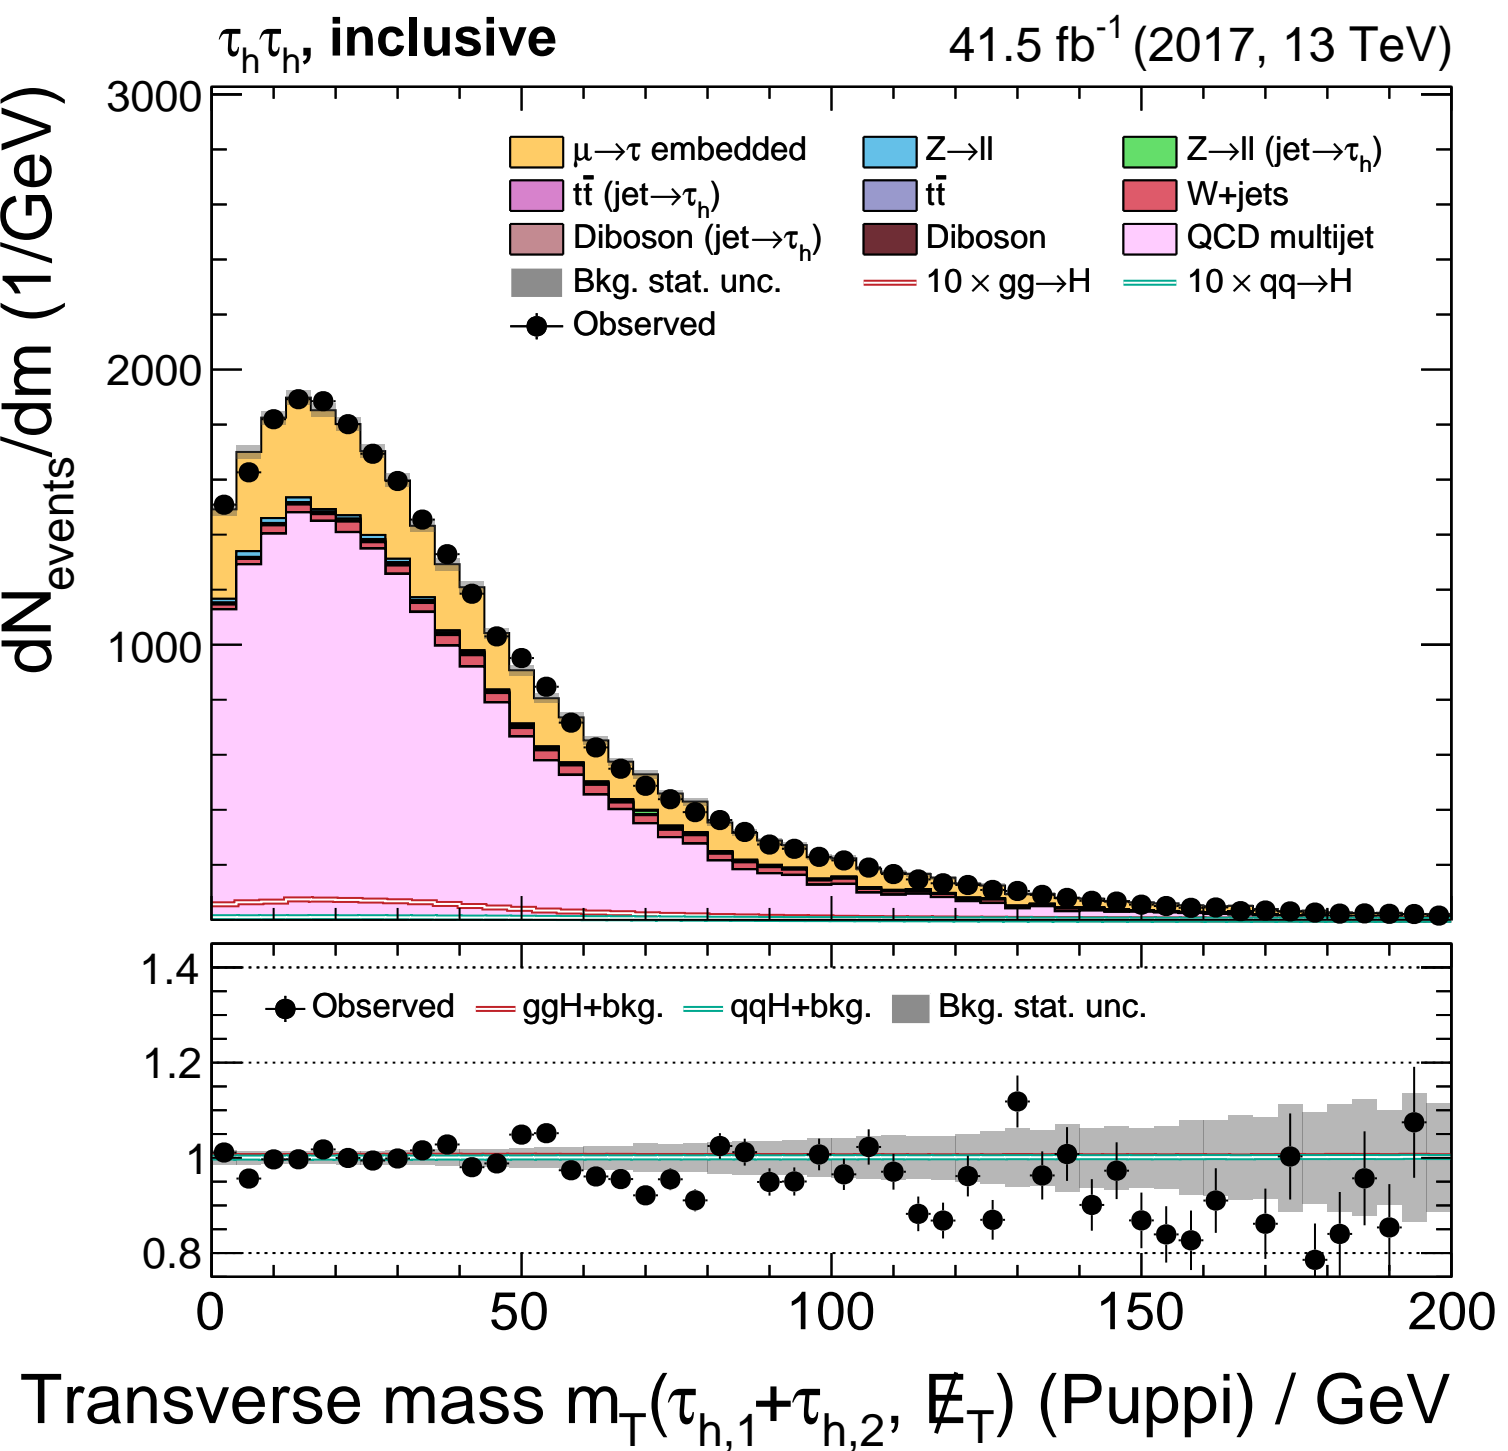 τhτh, inclusive 41.5 fb-1 (2017, 13 TeV)
3000
2000
1000
dNevents/dm (1/GeV)
μ→τ embedded Z→ll Z→ll (jet→τh)
tt̄ (jet→τh) tt̄ W+jets
Diboson (jet→τh) Diboson QCD multijet
Bkg. stat. unc. 10 × gg→H 10 × qq→H
Observed
1.4
Observed ggH+bkg. qqH+bkg. Bkg. stat. unc.
1.2
1
0.8
0 50 100 150 200
Transverse mass mT(τh,1+τh,2, E̸T) (Puppi) / GeV